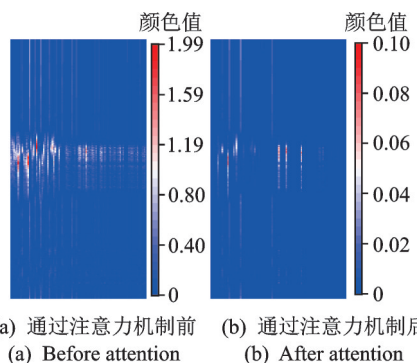 颜色值
1.99
1.59
1.19
0.80
0.40
0
颜色值
0.10
0.08
0.06
0.04
0.02
0
a) 通过注意力机制前
(a) Before attention
(b) 通过注意力机制后
(b) After attention